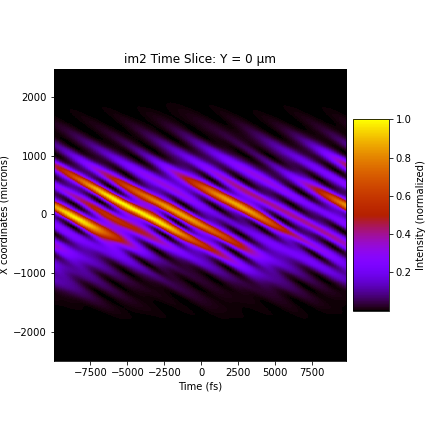 im2 Time Slice: Y = 0 µm
2000
1000
0
−1000
−2000
X coordinates (microns)
−7500 −5000 −2500 0 2500 5000 7500
Time (fs)
1.0
0.8
0.6
0.4
0.2
Intensity (normalized)